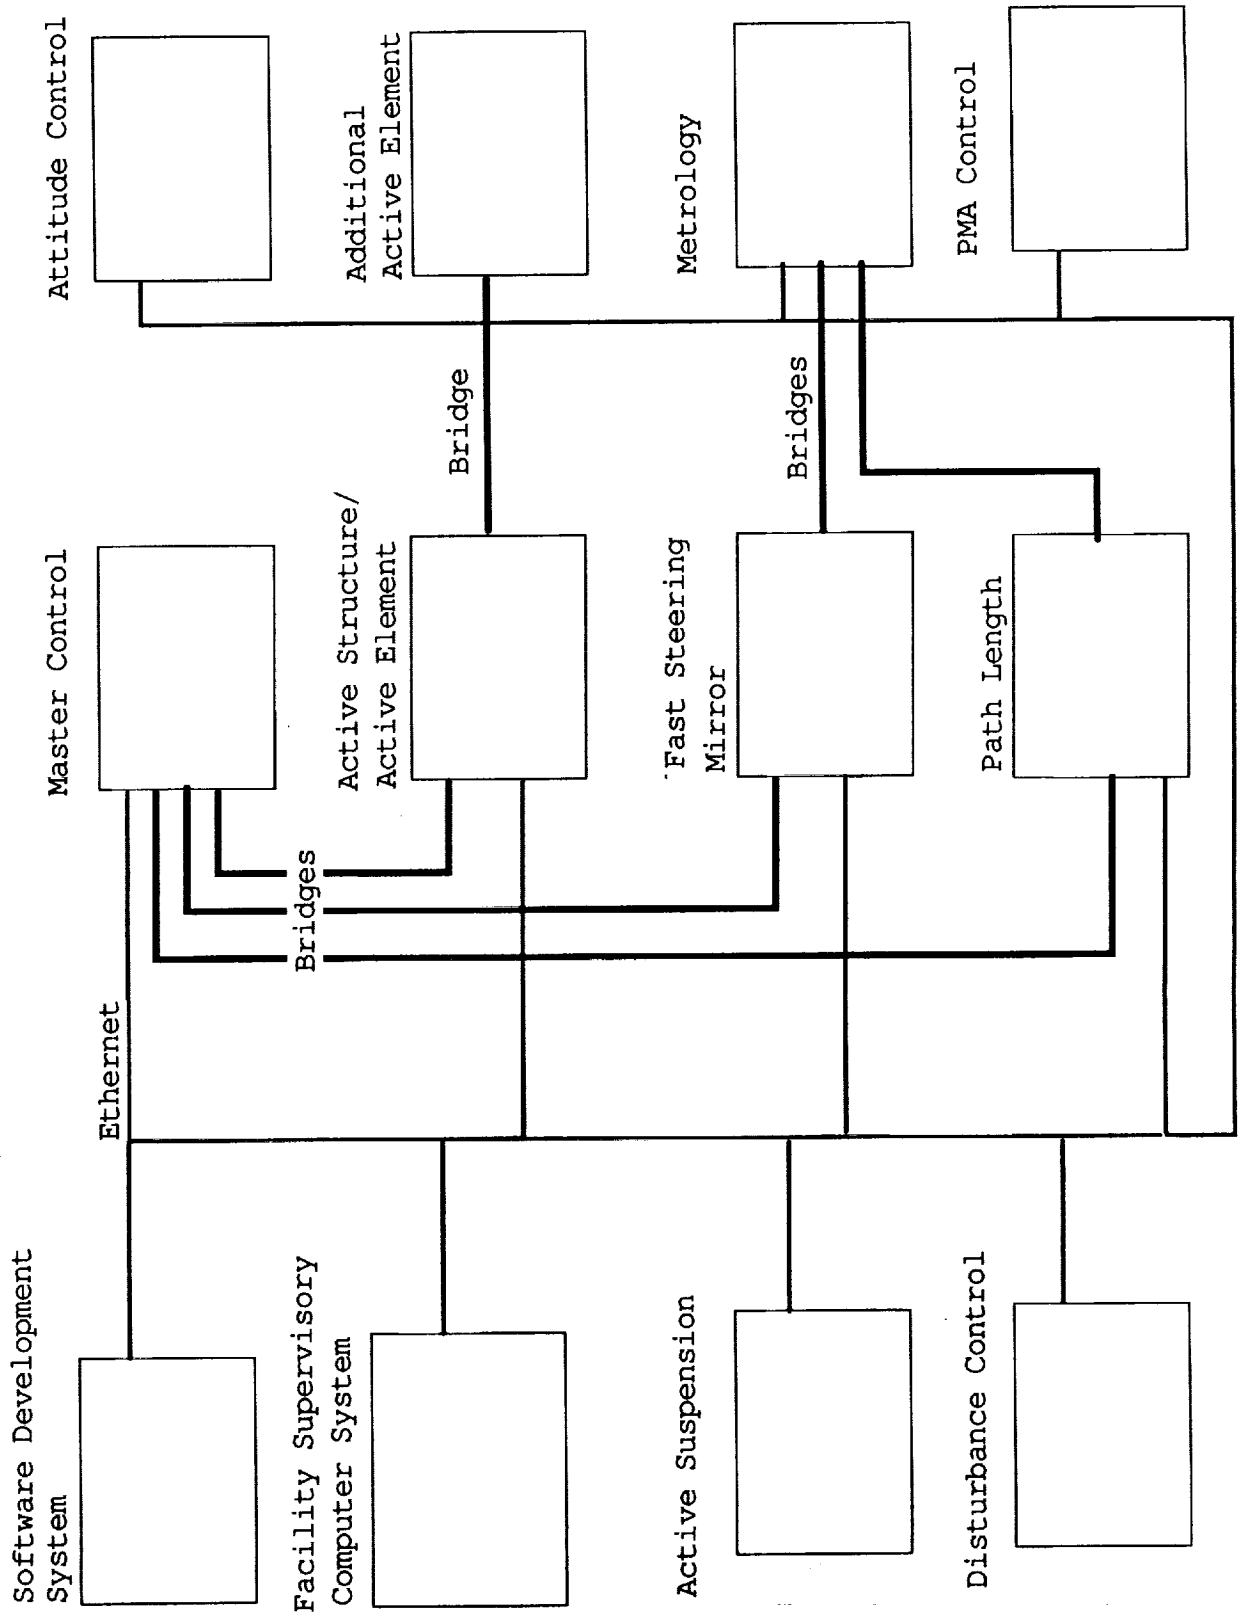 Software Development
System
Ethernet
Master Control
Attitude Control
Facility Supervisory
Computer System
Bridges
Active Structure/
Active Element
Bridge
Additional
Active Element
Active Suspension
Fast Steering
Mirror
Bridges
Metrology
Disturbance Control
Path Length
PMA Control